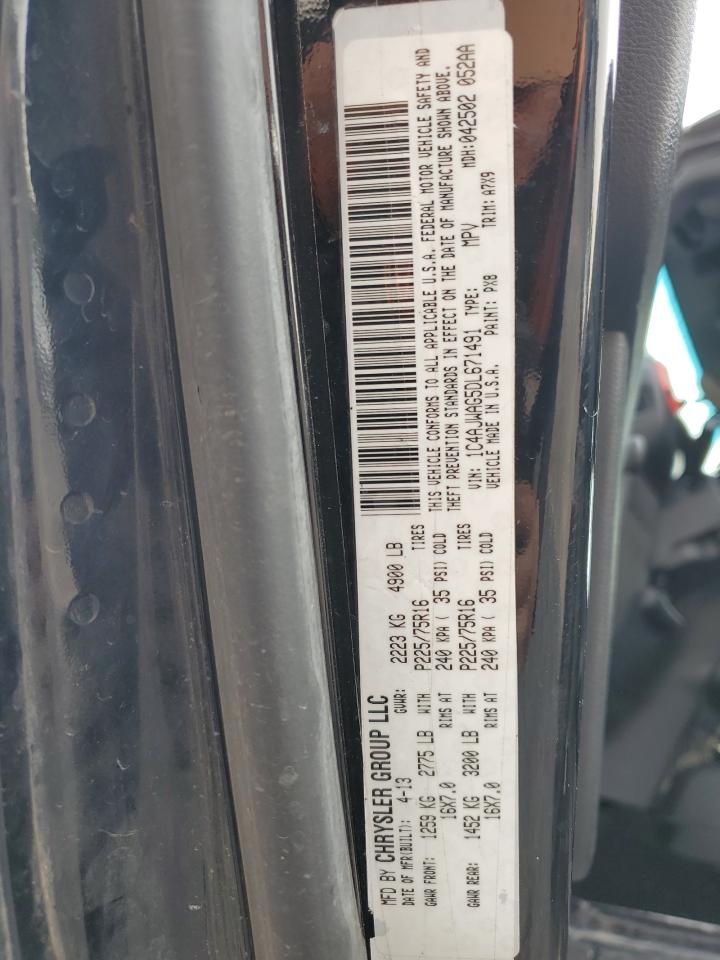 MFD BY CHRYSLER GROUP LLC
DATE OF MFR(BUILT): 4-13 GVWR: 2223 KG 4900 LB
GAWR FRONT: 1259 KG 2775 LB WITH P225/75R16 TIRES
16X7.0 RIMS AT 240 KPA ( 35 PSI) COLD
GAWR REAR: 1452 KG 3200 LB WITH P225/75R16 TIRES
16X7.0 RIMS AT 240 KPA ( 35 PSI) COLD
THIS VEHICLE CONFORMS TO ALL APPLICABLE U.S.A. FEDERAL MOTOR VEHICLE SAFETY AND
THEFT PREVENTION STANDARDS IN EFFECT ON THE DATE OF MANUFACTURE SHOWN ABOVE.
VIN: 1C4AJWAG5DL671491 TYPE: MPV MDH:042502 052AA
VEHICLE MADE IN U.S.A. PAINT: PX8 TRIM: A7X9